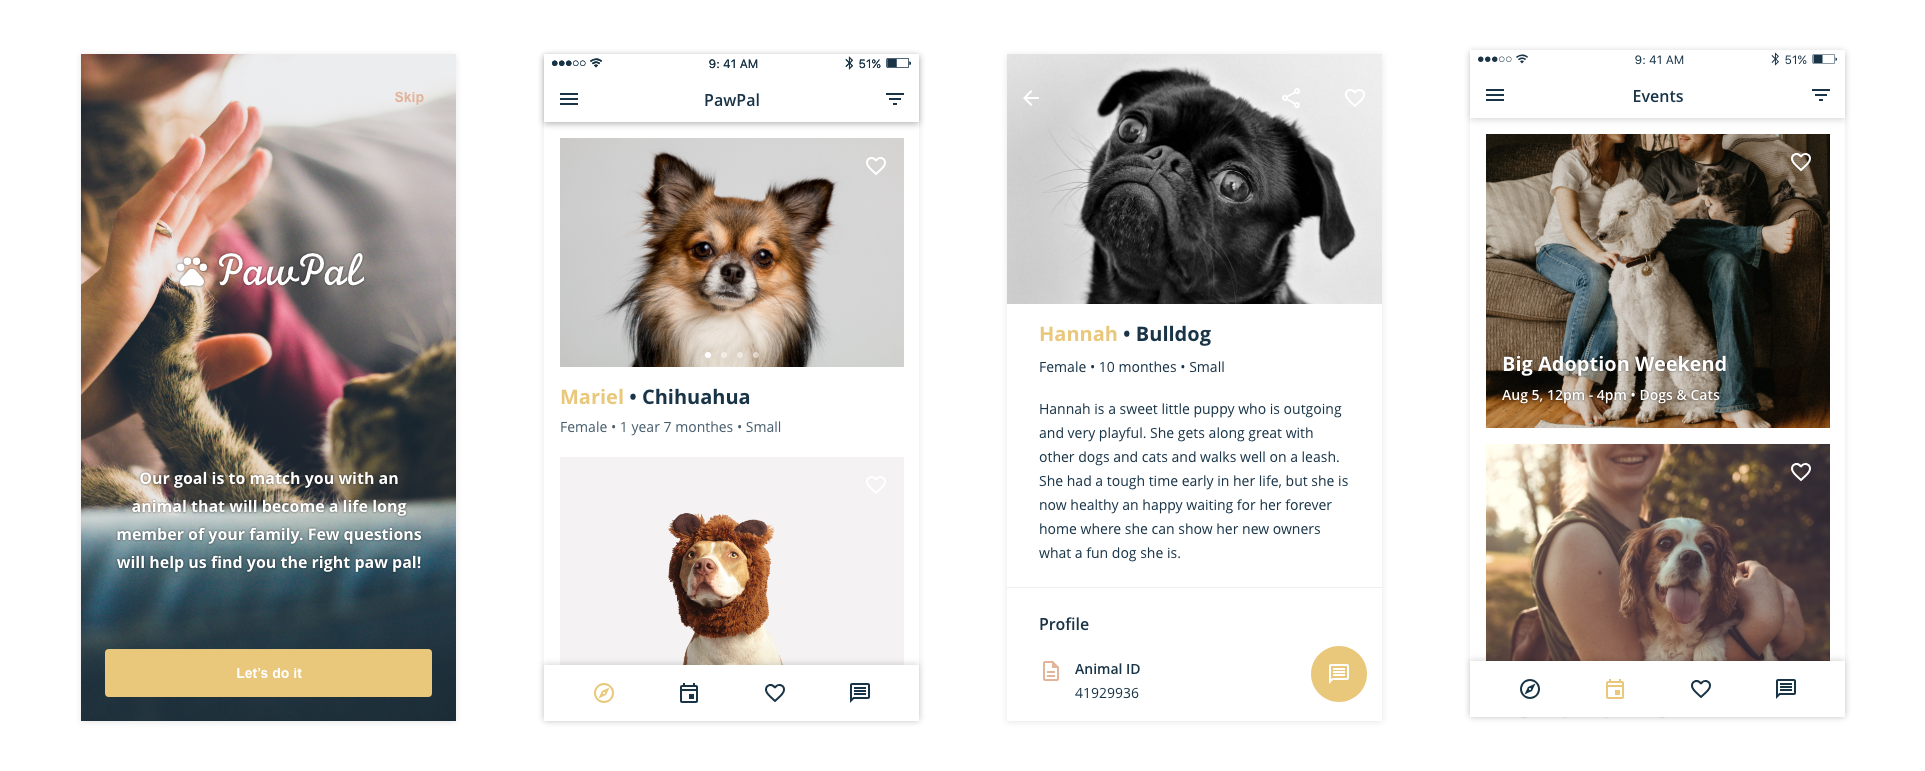 Skip
PawPal
Our goal is to match you with an
animal that will become a life long
member of your family. Few questions
will help us find you the right paw pal!
Let's do it
9: 41 AM
51%
PawPal
Mariel • Chihuahua
Female • 1 year 7 monthes • Small
Hannah • Bulldog
Female • 10 monthes • Small
Hannah is a sweet little puppy who is outgoing
and very playful. She gets along great with
other dogs and cats and walks well on a leash.
She had a tough time early in her life, but she is
now healthy an happy waiting for her forever
home where she can show her new owners
what a fun dog she is.
Profile
Animal ID
41929936
9: 41 AM
51%
Events
Big Adoption Weekend
Aug 5, 12pm - 4pm • Dogs & Cats